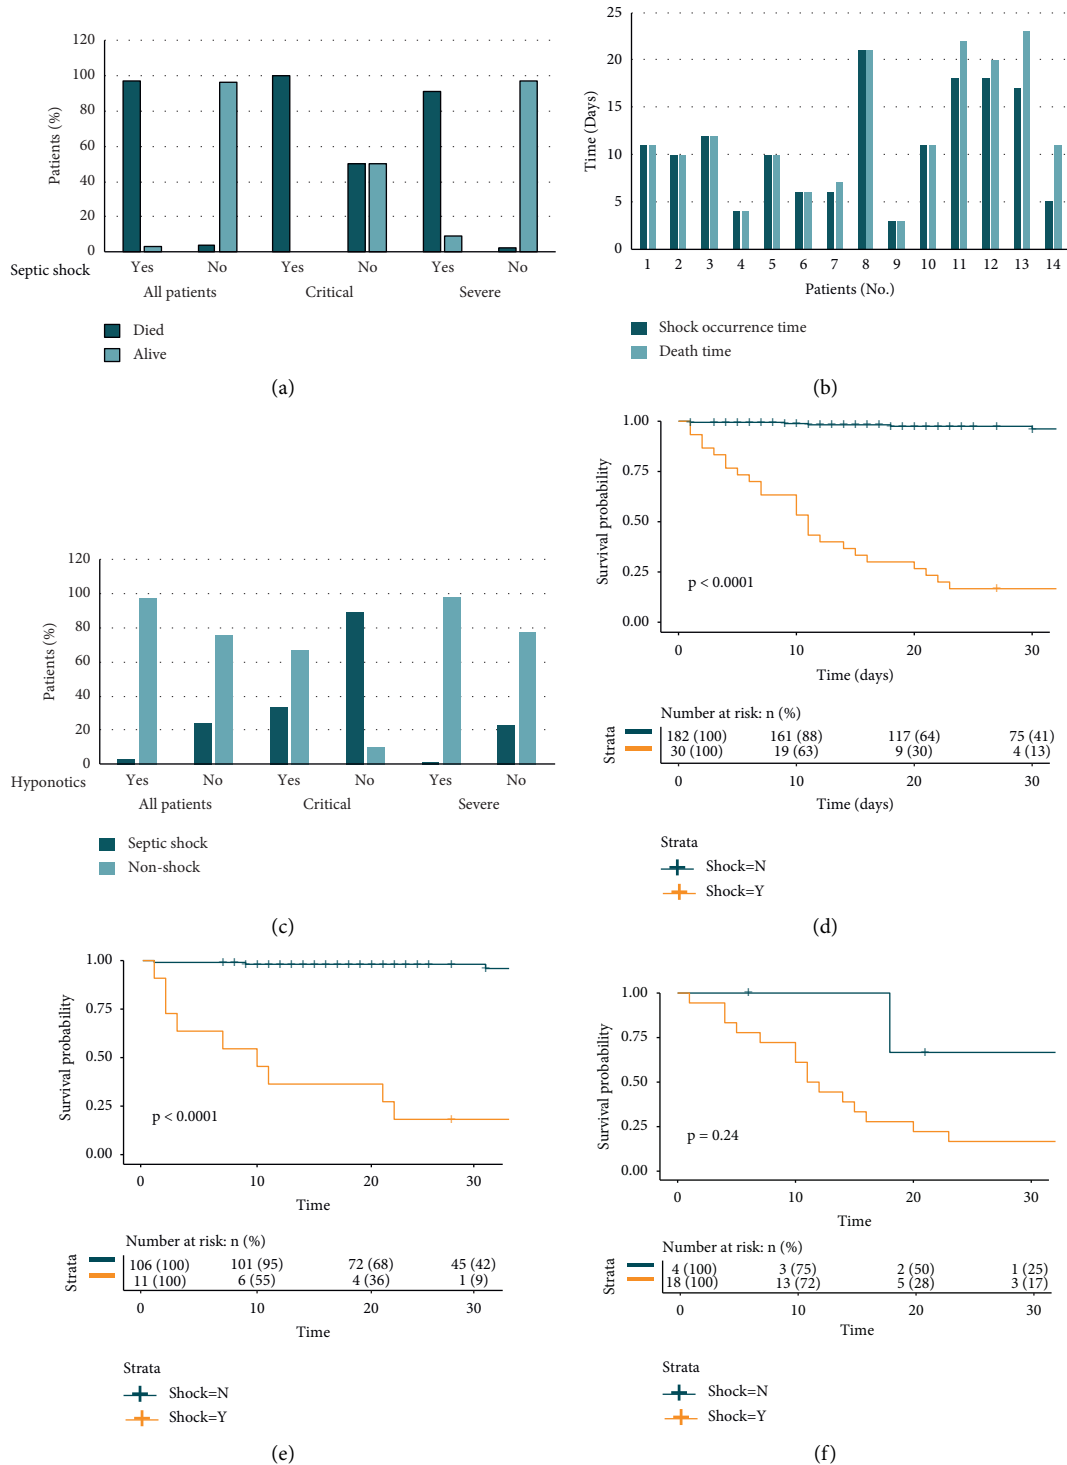 120
100
80
60
40
20
0
Patients (%)
Septic shock
Yes No Yes No Yes No
All patients Critical Severe
Died
Alive
(a)
25
20
15
10
5
0
Time (Days)
1 2 3 4 5 6 7 8 9 10 11 12 13 14
Patients (No.)
Shock occurrence time
Death time
(b)
120
100
80
60
40
20
0
Patients (%)
Hyponotics
Yes No Yes No Yes No
All patients Critical Severe
Septic shock
Non-shock
(c)
1.00
0.75
0.50
0.25
0.00
Survival probability
p < 0.0001
0 10 20 30
Time (days)
Number at risk: n (%)
Strata
182 (100) 161 (88) 117 (64) 75 (41)
30 (100) 19 (63) 9 (30) 4 (13)
0 10 20 30
Time (days)
Strata
Shock=N
Shock=Y
(d)
1.00
0.75
0.50
0.25
0.00
Survival probability
p < 0.0001
0 10 20 30
Time
Number at risk: n (%)
Strata
106 (100) 101 (95) 72 (68) 45 (42)
11 (100) 6 (55) 4 (36) 1 (9)
0 10 20 30
Time
Strata
Shock=N
Shock=Y
(e)
1.00
0.75
0.50
0.25
0.00
Survival probability
p = 0.24
0 10 20 30
Time
Number at risk: n (%)
Strata
4 (100) 3 (75) 2 (50) 1 (25)
18 (100) 13 (72) 5 (28) 3 (17)
0 10 20 30
Time
Strata
Shock=N
Shock=Y
(f)